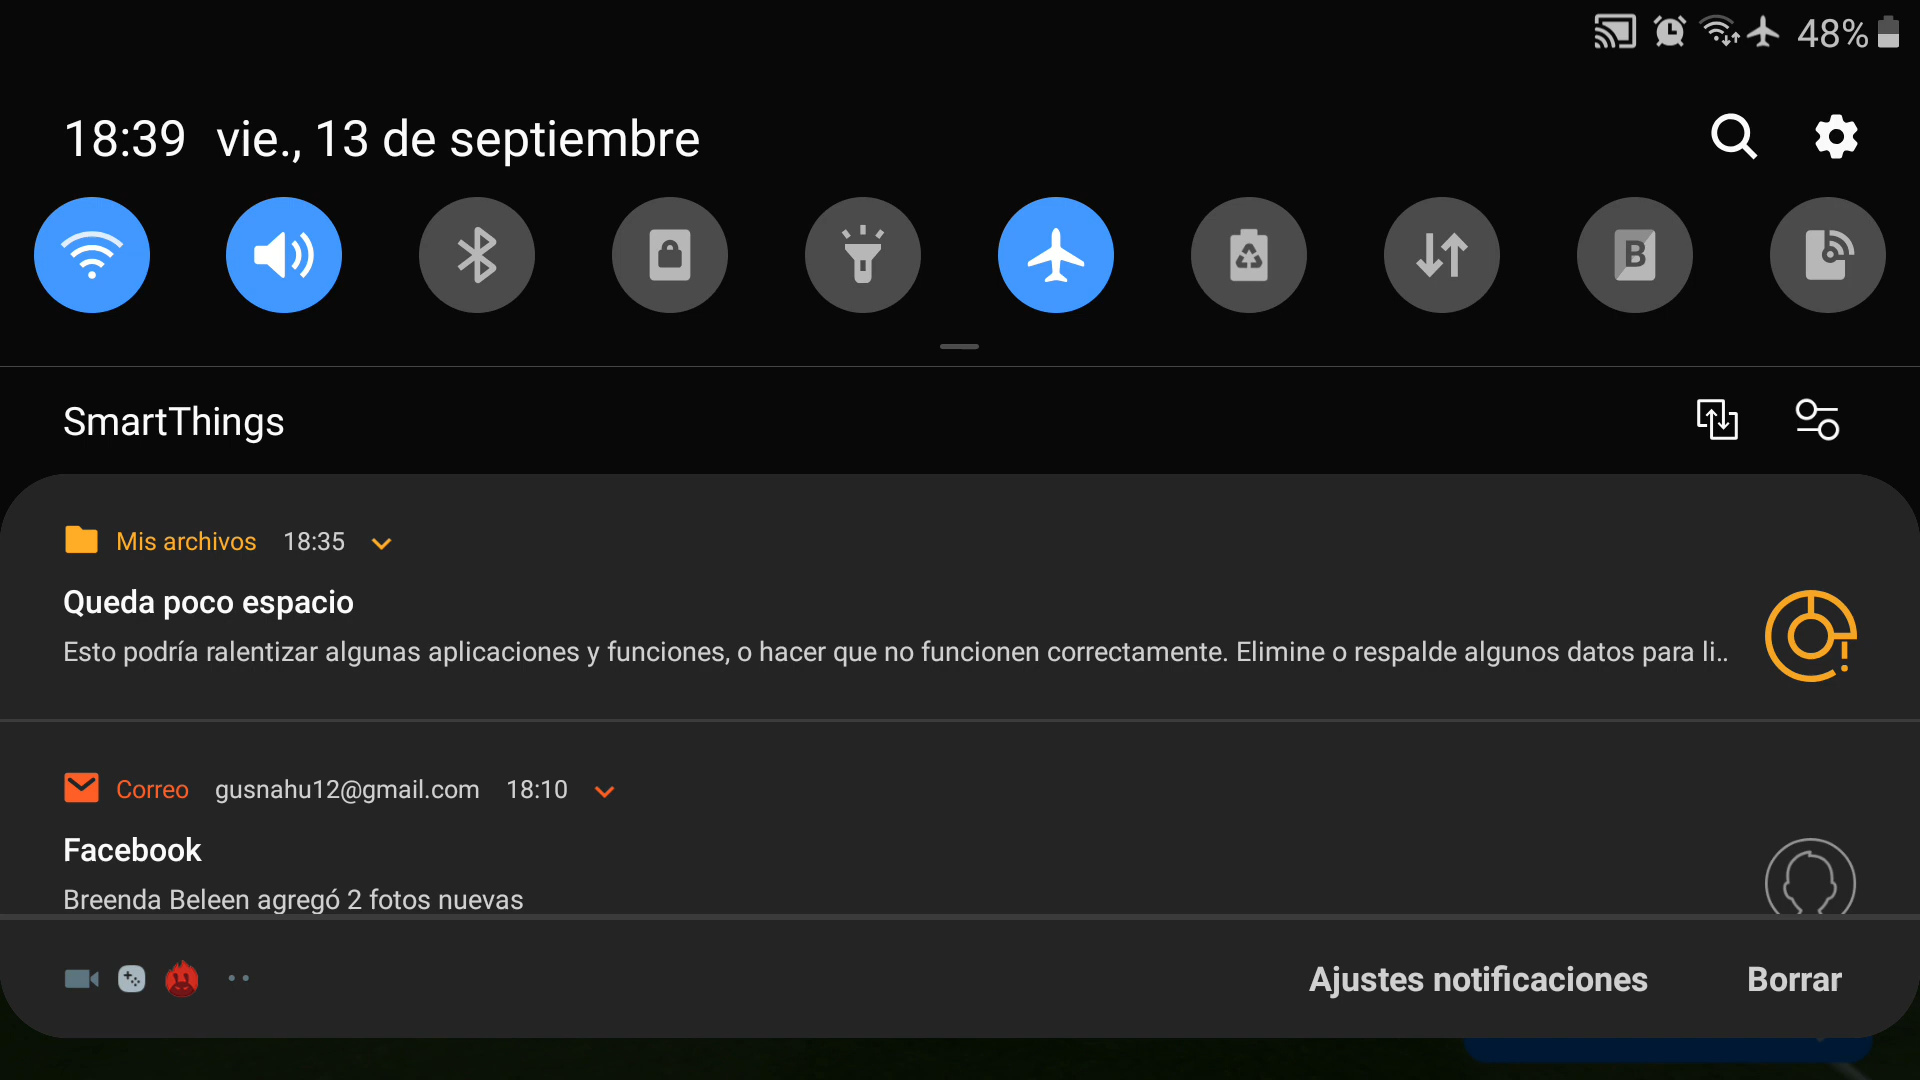 48%
18:39 vie., 13 de septiembre
B
SmartThings
Mis archivos 18:35
Queda poco espacio
Esto podría ralentizar algunas aplicaciones y funciones, o hacer que no funcionen correctamente. Elimine o respalde algunos datos para li..
Correo gusnahu12@gmail.com 18:10
Facebook
Breenda Beleen agregó 2 fotos nuevas
Ajustes notificaciones Borrar